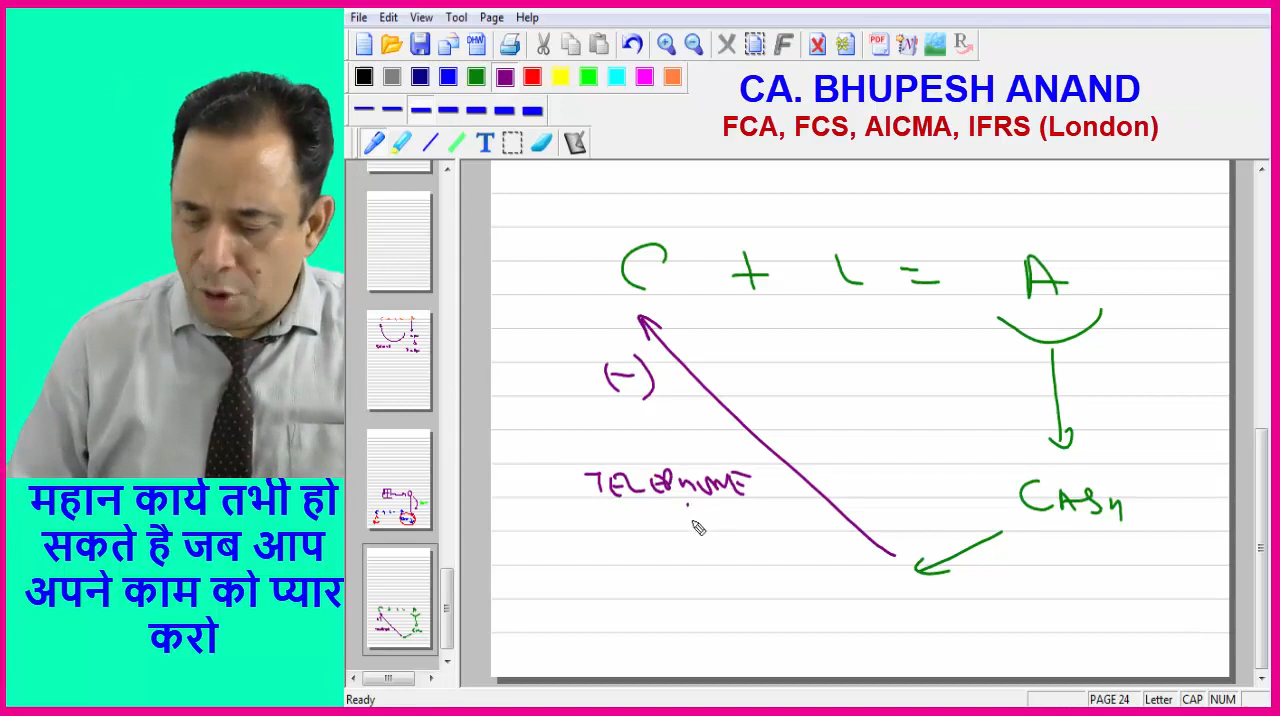 File Edit View Tool Page Help
CA. BHUPESH ANAND
FCA, FCS, AICMA, IFRS (London)
C + L = A
(-)
TELEPHONE
CASH
महान कार्य तभी हो
सकते है जब आप
अपने काम को प्यार
करो
Ready PAGE 24 Letter CAP NUM